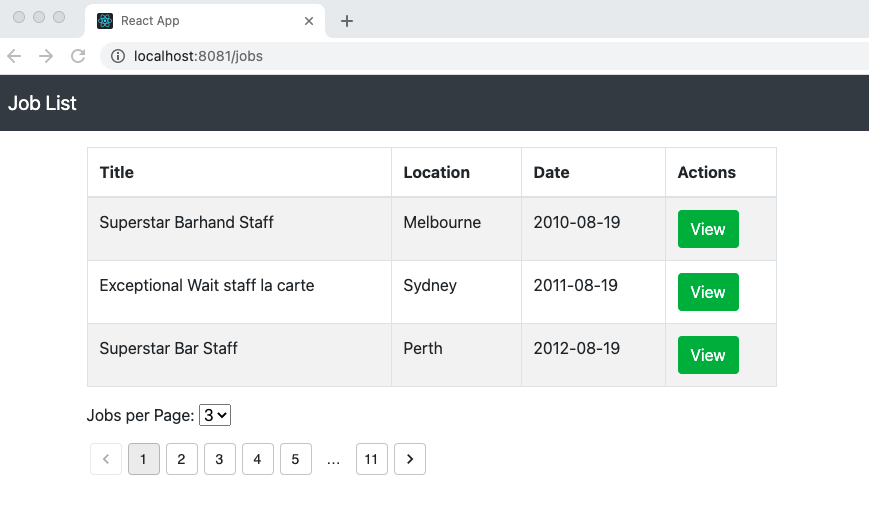 React App
localhost:8081/jobs
Job List
Title Location Date Actions
Superstar Barhand Staff Melbourne 2010-08-19 View
Exceptional Wait staff la carte Sydney 2011-08-19 View
Superstar Bar Staff Perth 2012-08-19 View
Jobs per Page: 3
1 2 3 4 5 ... 11